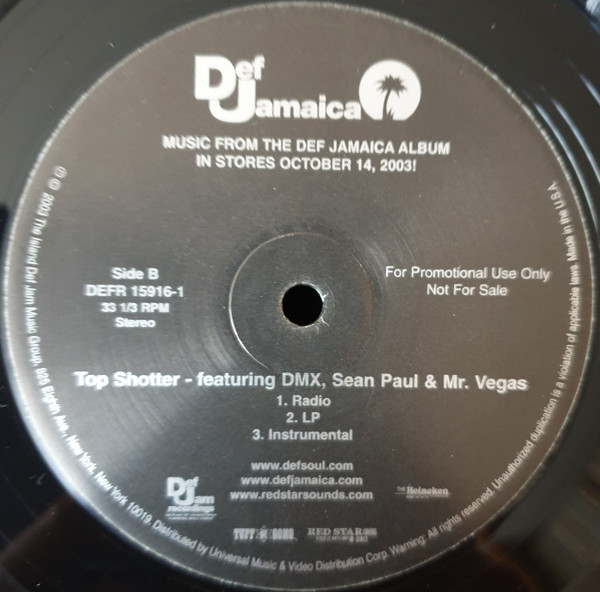 Def Jamaica
MUSIC FROM THE DEF JAMAICA ALBUM
IN STORES OCTOBER 14, 2003!
Side B
DEFR 15916-1
33 1/3 RPM
Stereo
For Promotional Use Only
Not For Sale
Top Shotter - featuring DMX, Sean Paul & Mr. Vegas
1. Radio
2. LP
3. Instrumental
www.defsoul.com
www.defjamaica.com
www.redstarsounds.com
Def Jam
recordings
TUFF GONG
RED STAR
THE Heineken
℗ © 2003 The Island Def Jam Music Group, 825 Eighth Ave., New York, New York 10019. Distributed by Universal Music & Video Distribution Corp. Warning: All rights reserved. Unauthorized duplication is a violation of applicable laws. Made in the U.S.A.